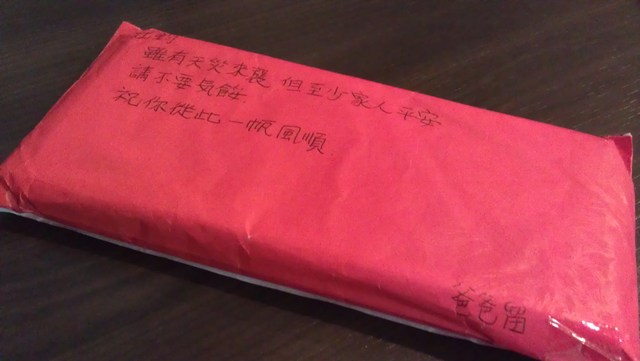 雖有天災來襲 但至少家人平安
請不要気餒
祝你從此一帆風順
爸爸留